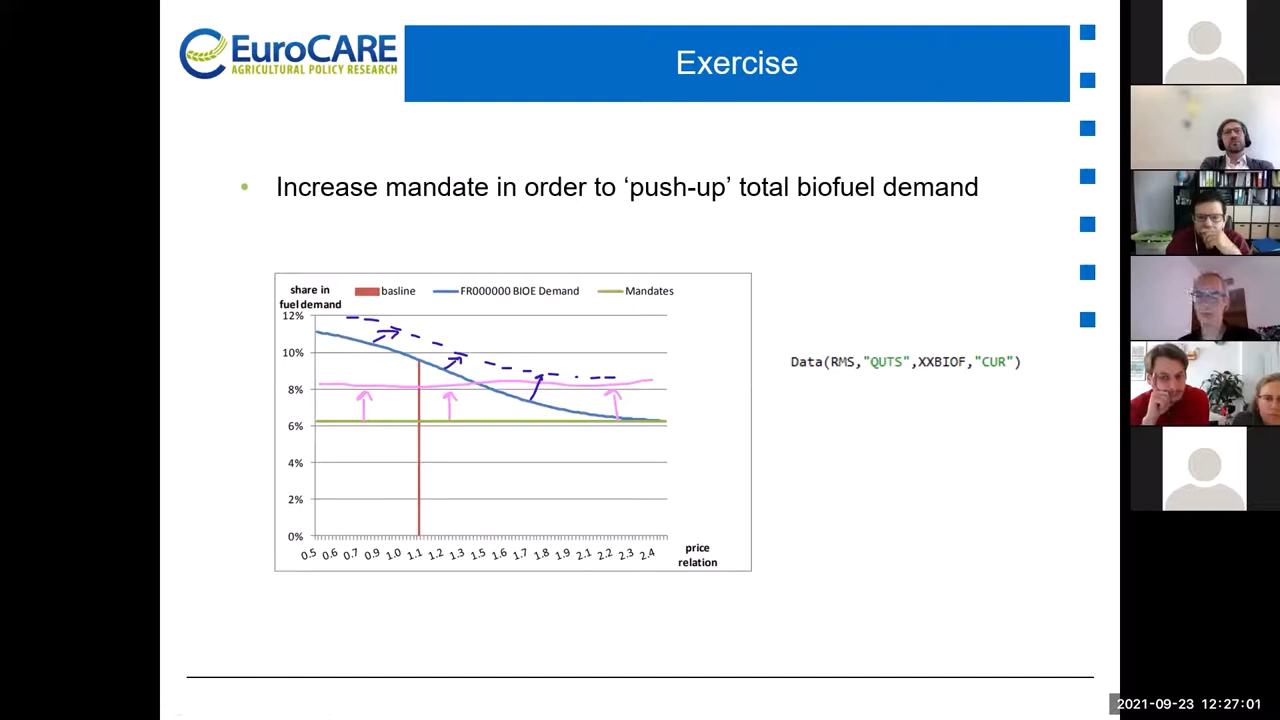 EuroCARE
AGRICULTURAL POLICY RESEARCH
Exercise
• Increase mandate in order to ‘push-up’ total biofuel demand
share in
fuel demand
basline
FR000000 BIOE Demand
Mandates
12%
10%
8%
6%
4%
2%
0%
0.5 0.6 0.7 0.9 1.0 1.1 1.2 1.3 1.5 1.6 1.7 1.8 1.9 2.1 2.2 2.3 2.4
price
relation
Data(RMS,"QUTS",XXBIOF,"CUR")
2021-09-23 12:27:01